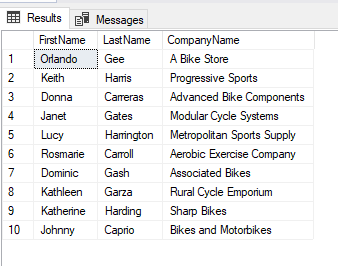 Results Messages
FirstName LastName CompanyName
1 Orlando Gee A Bike Store
2 Keith Harris Progressive Sports
3 Donna Carreras Advanced Bike Components
4 Janet Gates Modular Cycle Systems
5 Lucy Harrington Metropolitan Sports Supply
6 Rosmarie Carroll Aerobic Exercise Company
7 Dominic Gash Associated Bikes
8 Kathleen Garza Rural Cycle Emporium
9 Katherine Harding Sharp Bikes
10 Johnny Caprio Bikes and Motorbikes